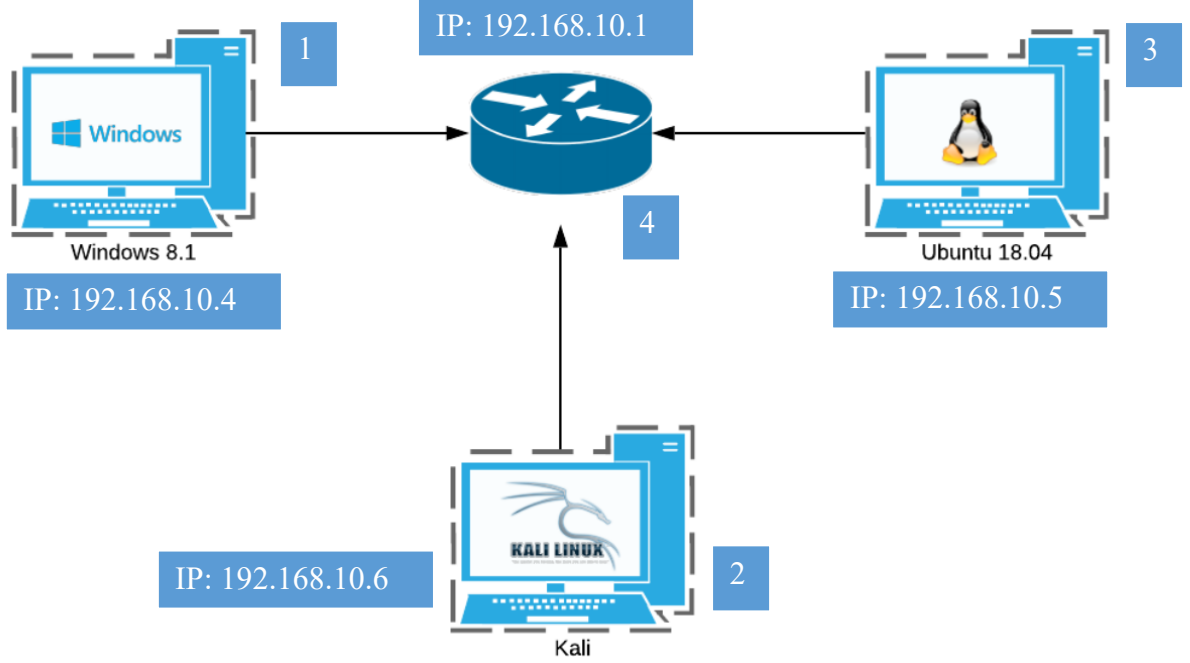 IP: 192.168.10.1
1
3
Windows
4
Windows 8.1
Ubuntu 18.04
IP: 192.168.10.4
IP: 192.168.10.5
KALI LINUX
IP: 192.168.10.6
2
Kali